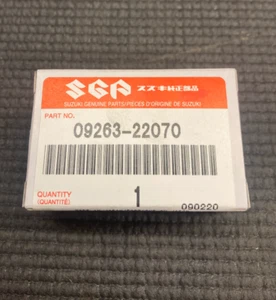 SGP スズキ純正部品
SUZUKI GENUINE PARTS/PIÈCES D'ORIGINE DE SUZUKI
PART NO.
09263-22070
QUANTITY
(QUANTITÉ)
1
090220